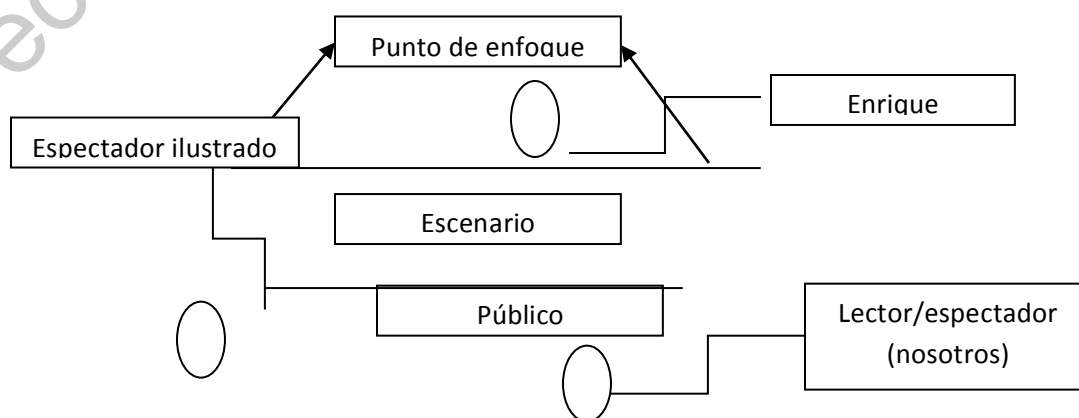 Punto de enfoque
Enrique
Espectador ilustrado
Escenario
Público
Lector/espectador
(nosotros)